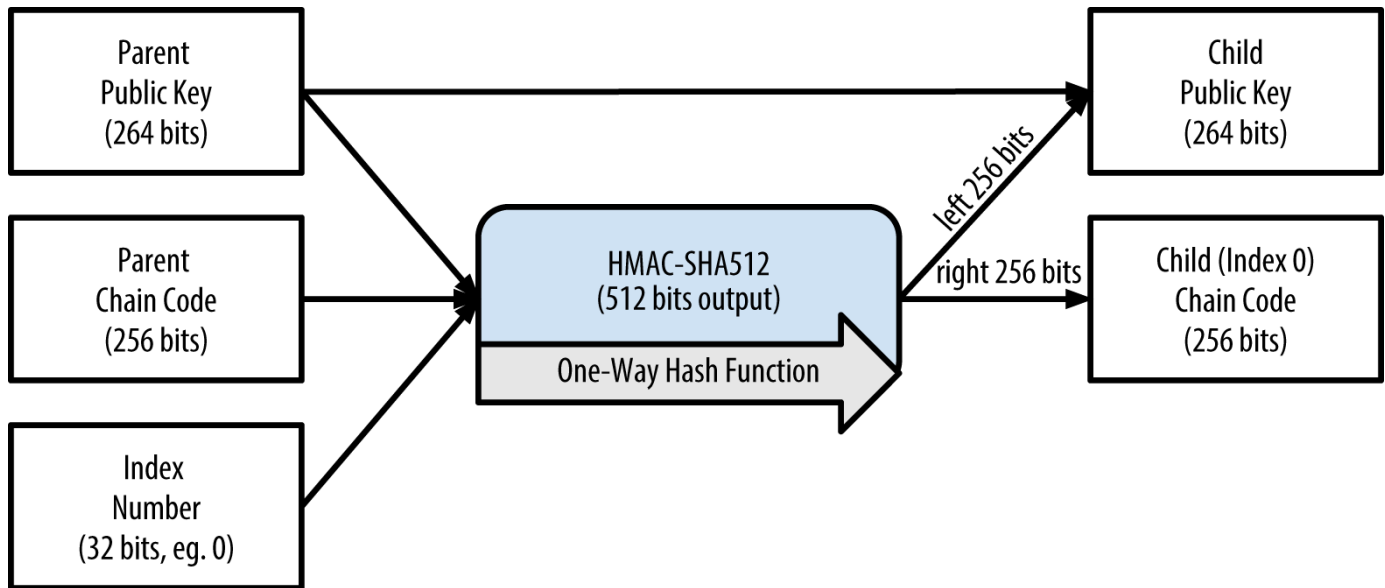 Parent
Public Key
(264 bits)
Child
Public Key
(264 bits)
left 256 bits
Parent
Chain Code
(256 bits)
HMAC-SHA512
(512 bits output)
One-Way Hash Function
right 256 bits
Child (Index 0)
Chain Code
(256 bits)
Index
Number
(32 bits, eg. 0)